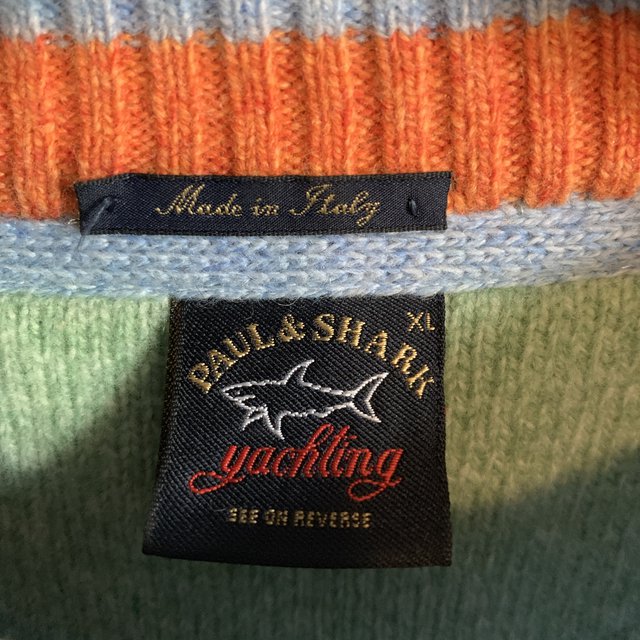 Made in Italy
XL
PAUL & SHARK
yachting
SEE ON REVERSE